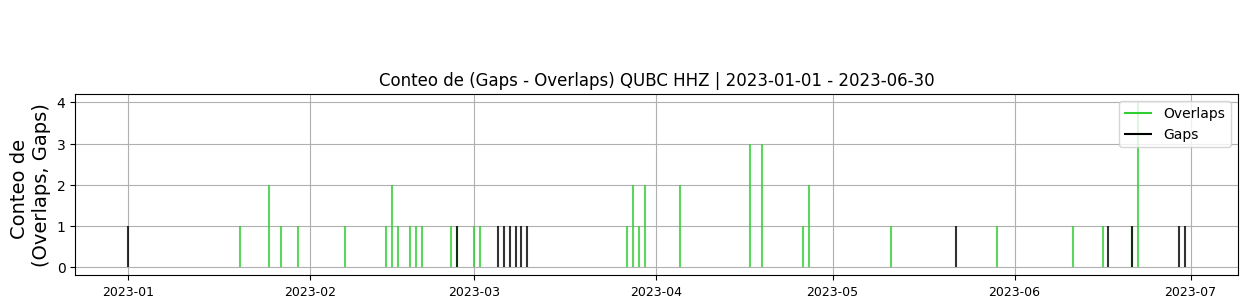 Conteo de (Gaps - Overlaps) QUBC HHZ | 2023-01-01 - 2023-06-30
Conteo de
(Overlaps, Gaps)
4
3
2
1
0
Overlaps
Gaps
2023-01 2023-02 2023-03 2023-04 2023-05 2023-06 2023-07